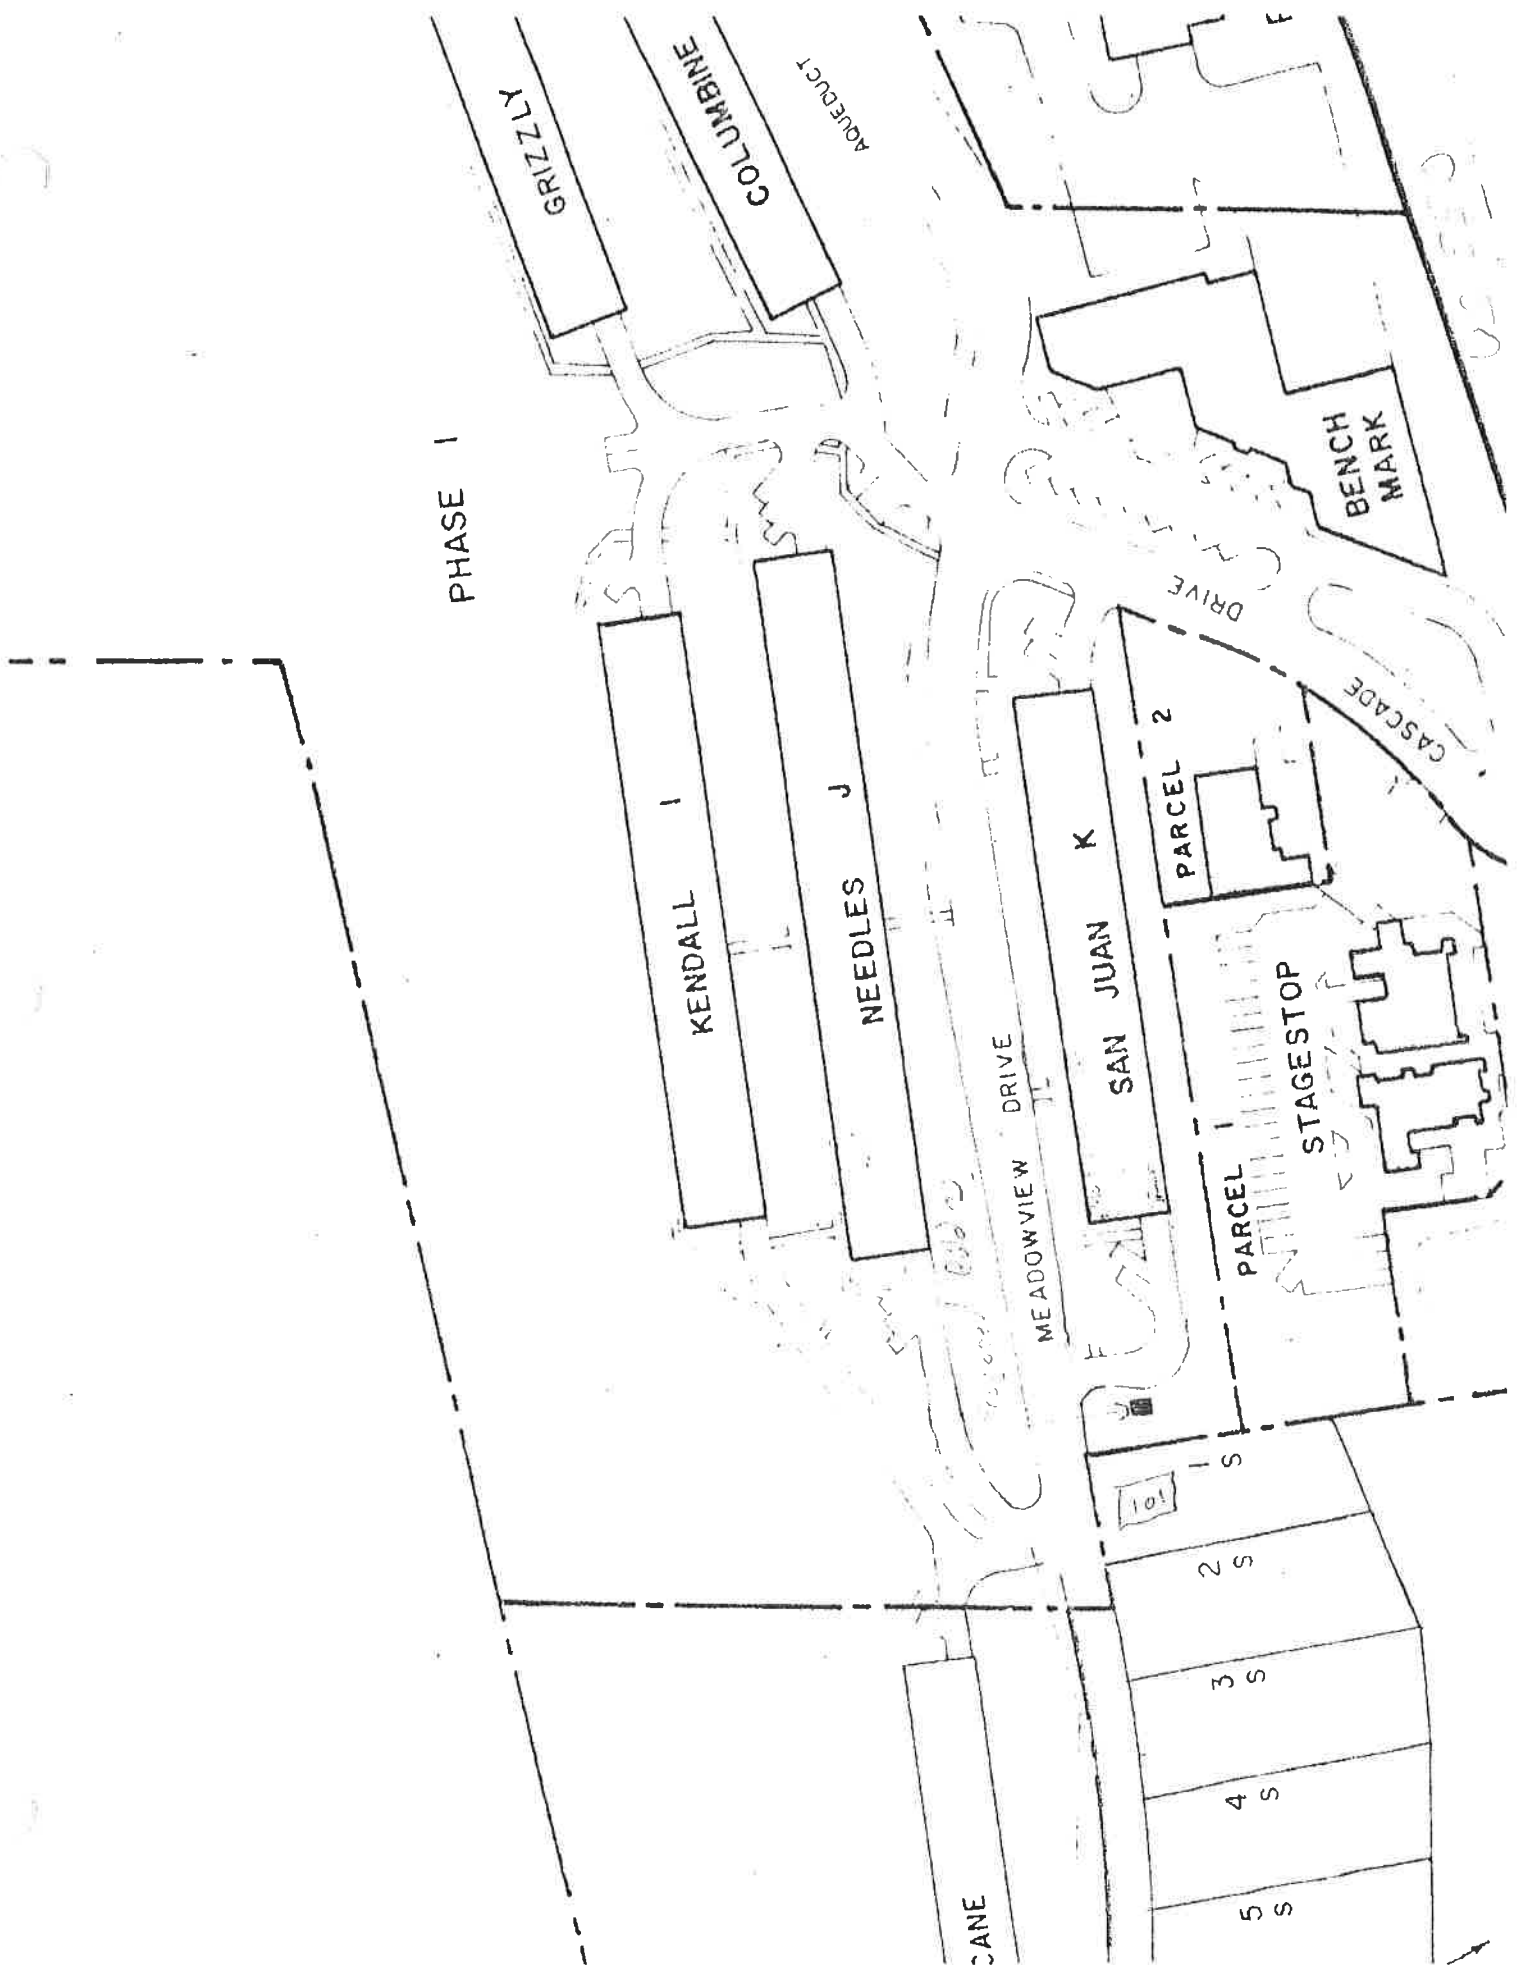 GRIZZLY
COLUMBINE
AQUEDUCT
PHASE I
KENDALL I
NEEDLES J
MEADOWVIEW DRIVE
SAN JUAN K
BENCH
MARK
CASCADE DRIVE
PARCEL 2
PARCEL 1
STAGESTOP
101
1
S
2
S
3
S
4
S
5
S
CANE